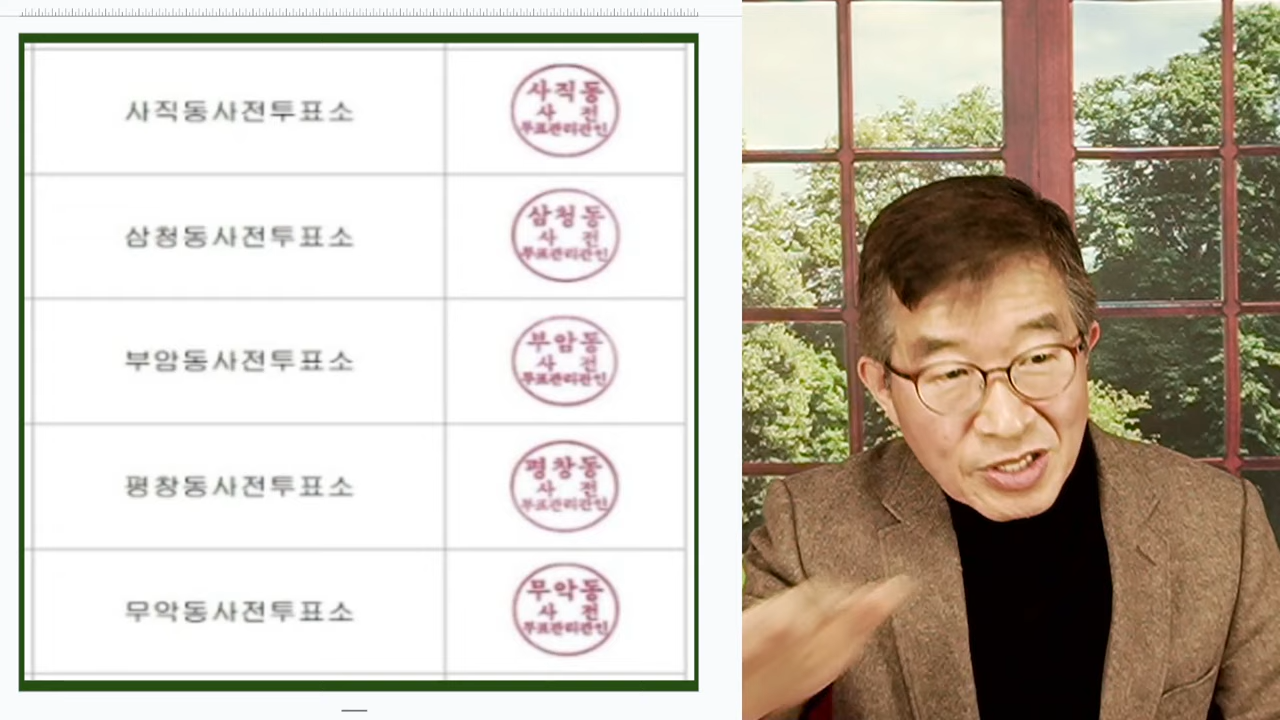 사직동사전투표소
사직동
사 전
투표관리관인
삼청동사전투표소
삼청동
사 전
투표관리관인
부암동사전투표소
부암동
사 전
투표관리관인
평창동사전투표소
평창동
사 전
투표관리관인
무악동사전투표소
무악동
사 전
투표관리관인